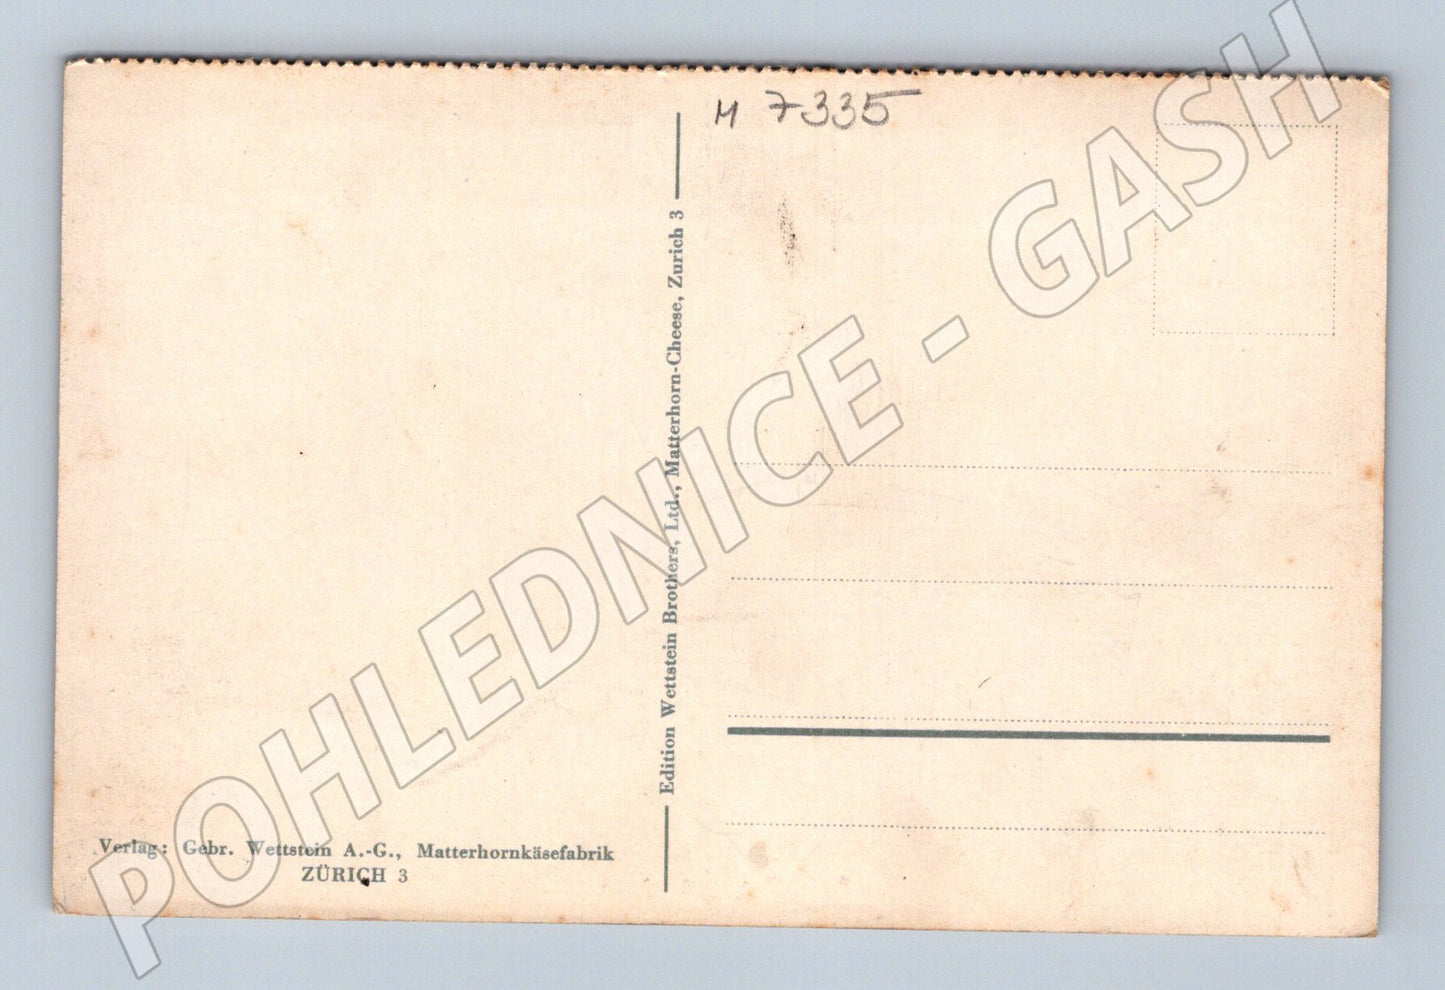 M 7335
Edition Wettstein Brothers, Ltd., Matterhorn-Cheese, Zurich 3
Verlag: Gebr. Wettstein A.-G., Matterhornkäsefabrik
ZÜRICH 3
POHLEDNICE - GASH